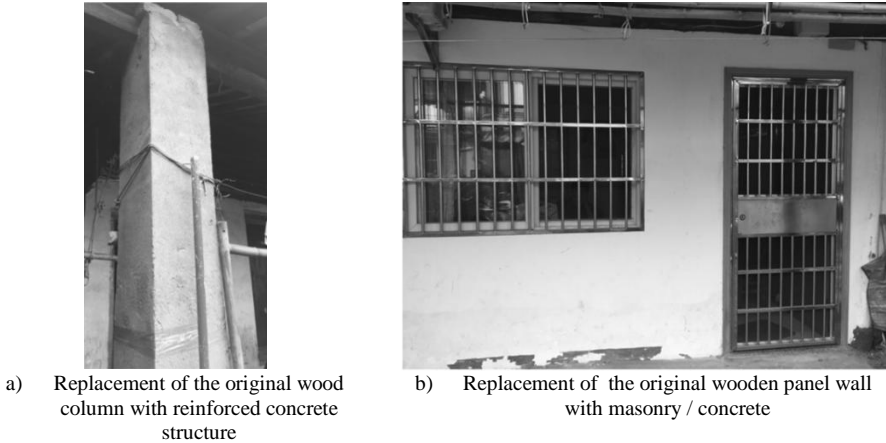 a) Replacement of the original wood
column with reinforced concrete
structure
b) Replacement of the original wooden panel wall
with masonry / concrete